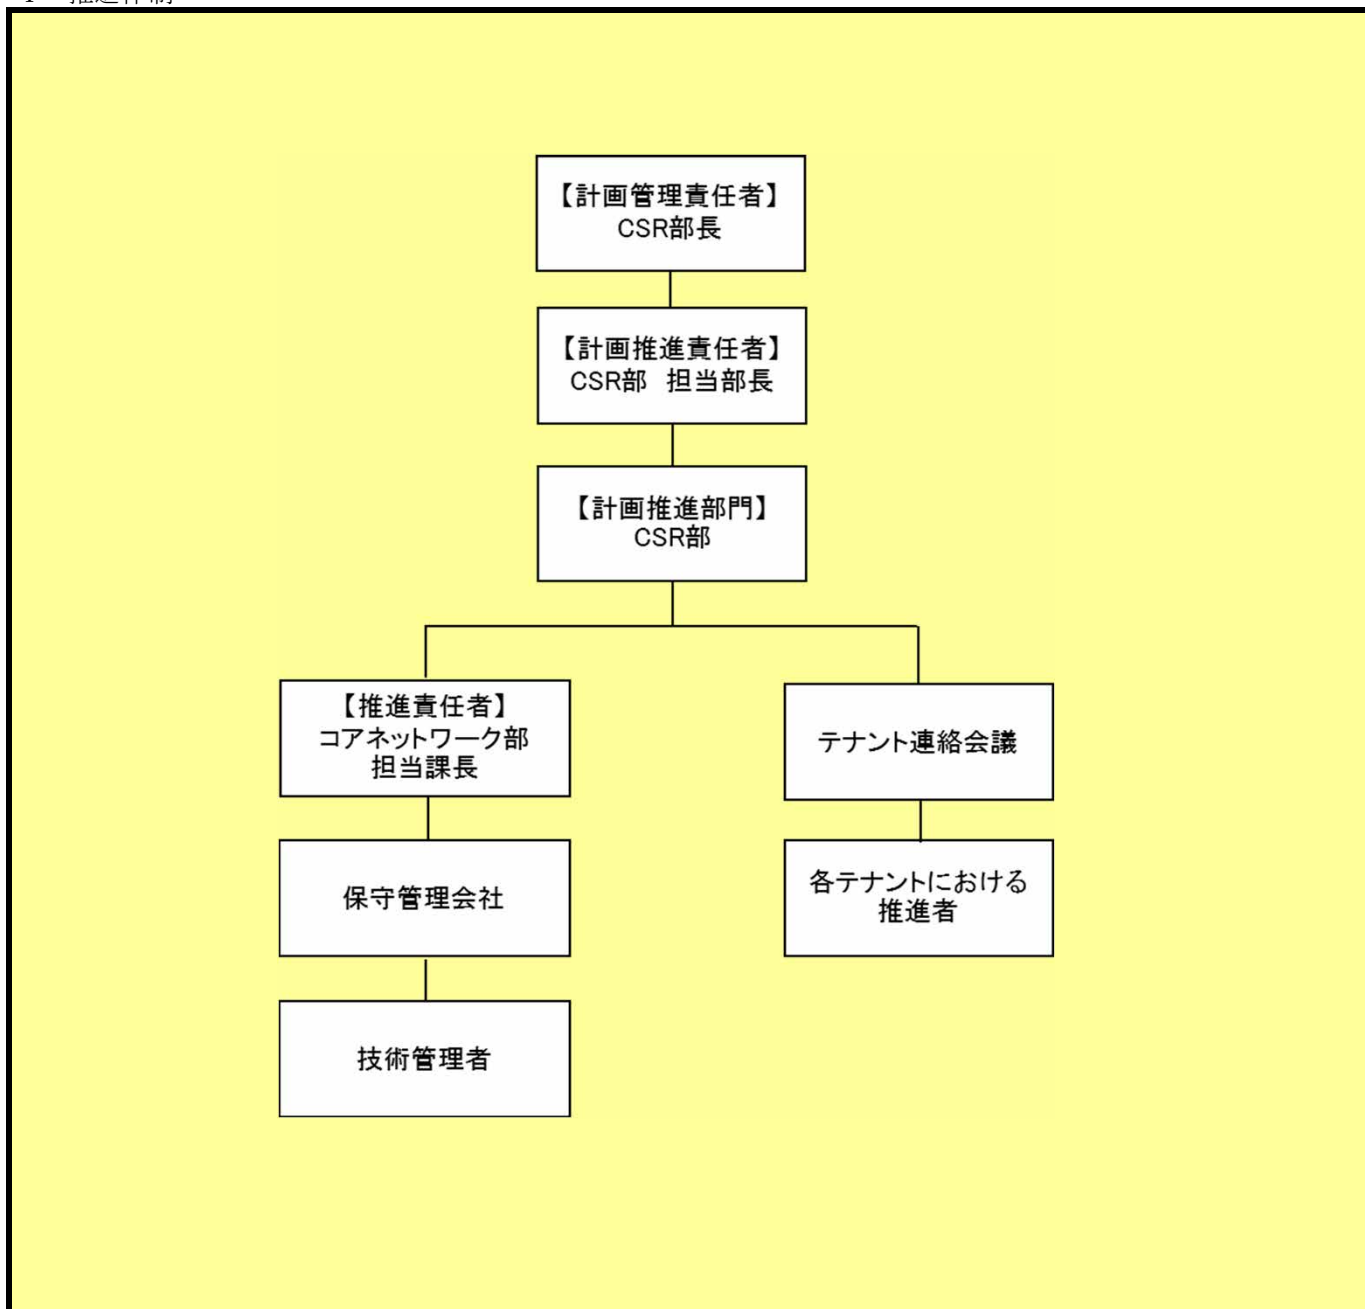 推進体制
【計画管理責任者】
CSR部長
【計画推進責任者】
CSR部　担当部長
【計画推進部門】
CSR部
【推進責任者】
コアネットワーク部
担当課長
テナント連絡会議
保守管理会社
各テナントにおける
推進者
技術管理者